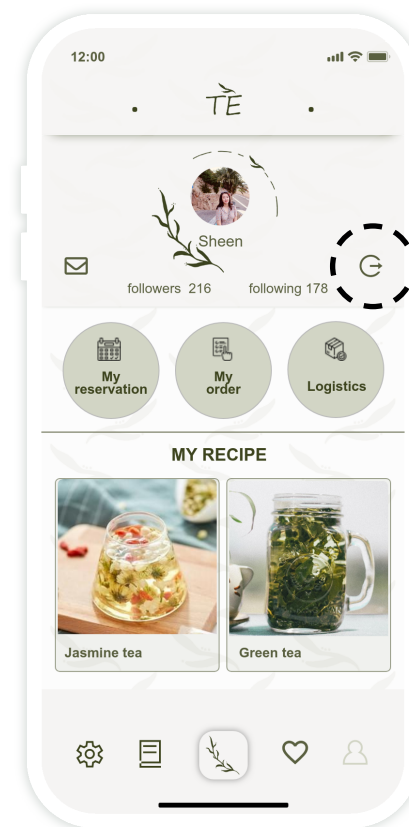 12:00
TE
Sheen
followers 216 following 178
My
reservation
My
order
Logistics
MY RECIPE
Jasmine tea
Green tea